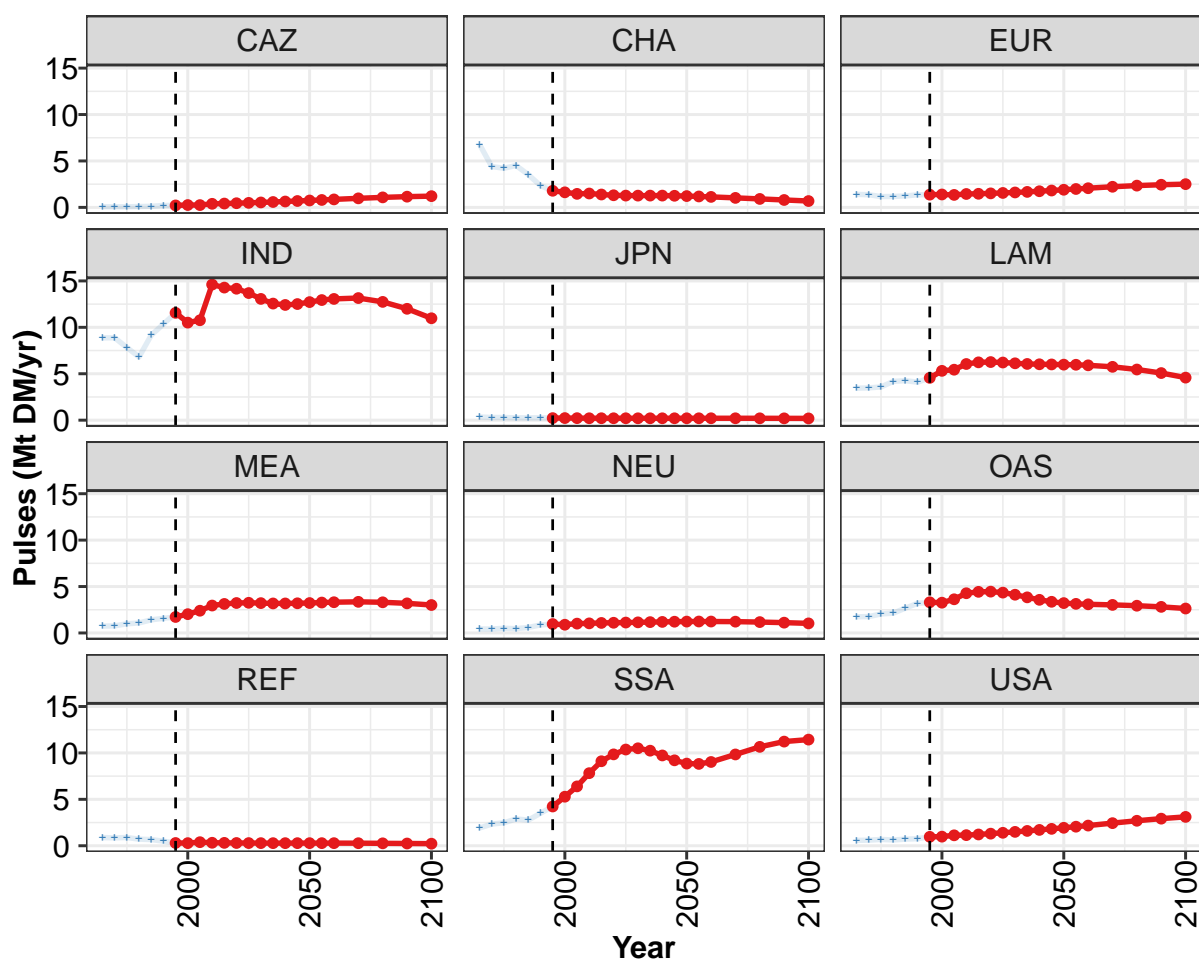 CAZ CHA EUR
15
10
5
0
IND JPN LAM
15
10
5
0
MEA NEU OAS
15
10
5
0
REF SSA USA
15
10
5
0
2000 2050 2100 2000 2050 2100 2000 2050 2100
Year
Pulses (Mt DM/yr)